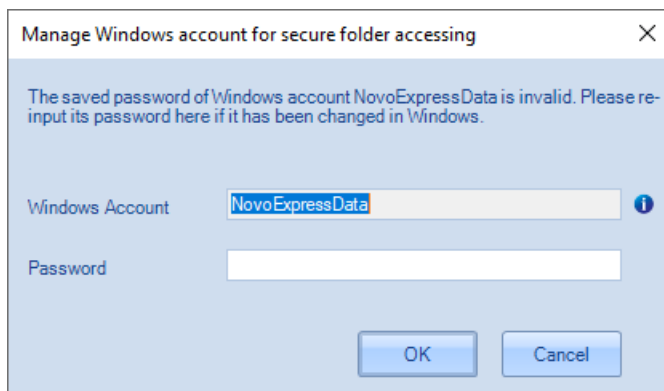 Manage Windows account for secure folder accessing
The saved password of Windows account NovoExpressData is invalid. Please re-
input its password here if it has been changed in Windows.
Windows Account NovoExpressData
Password
OK Cancel